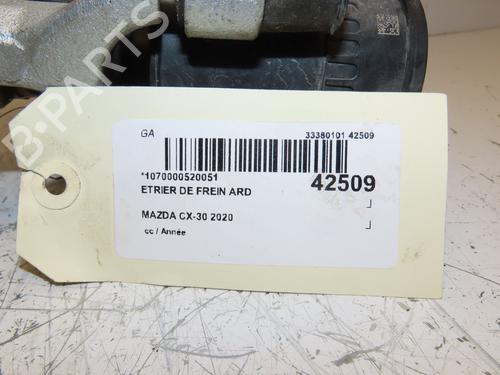 B-PARTS
GA 33380101 42509
*1070000520051
ETRIER DE FREIN ARD 42509
MAZDA CX-30 2020
cc / Année